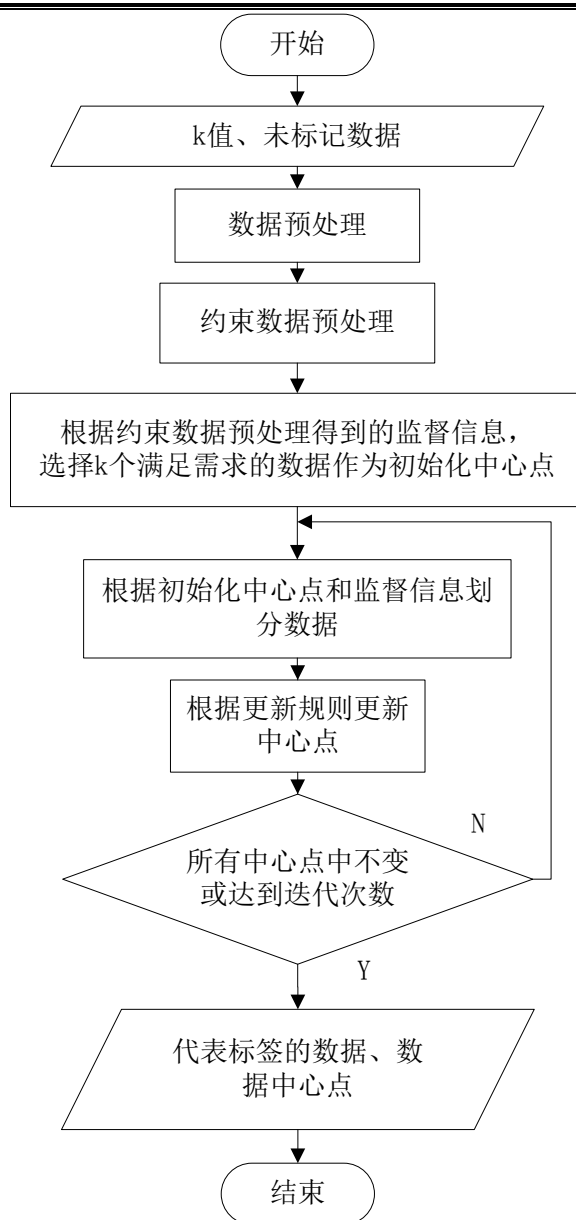 开始
k值、未标记数据
数据预处理
约束数据预处理
根据约束数据预处理得到的监督信息，
选择k个满足需求的数据作为初始化中心点
根据初始化中心点和监督信息划
分数据
根据更新规则更新
中心点
N
所有中心点中不变
或达到迭代次数
Y
代表标签的数据、数
据中心点
结束